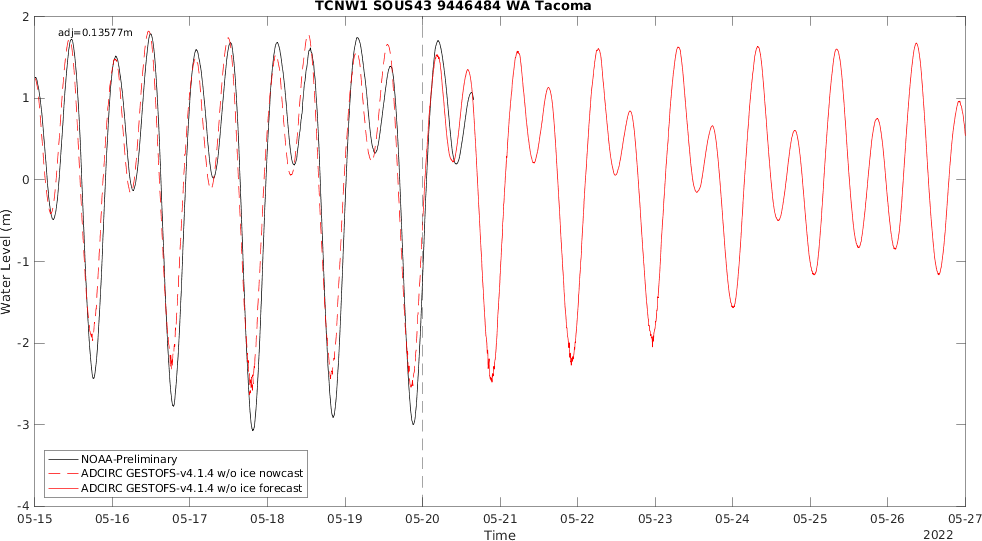 TCNW1 SOUS43 9446484 WA Tacoma
adj=0.13577m
2
1
0
-1
-2
-3
-4
Water Level (m)
NOAA-Preliminary
ADCIRC GESTOFS-v4.1.4 w/o ice nowcast
ADCIRC GESTOFS-v4.1.4 w/o ice forecast
05-15 05-16 05-17 05-18 05-19 05-20 05-21 05-22 05-23 05-24 05-25 05-26 05-27
Time
2022